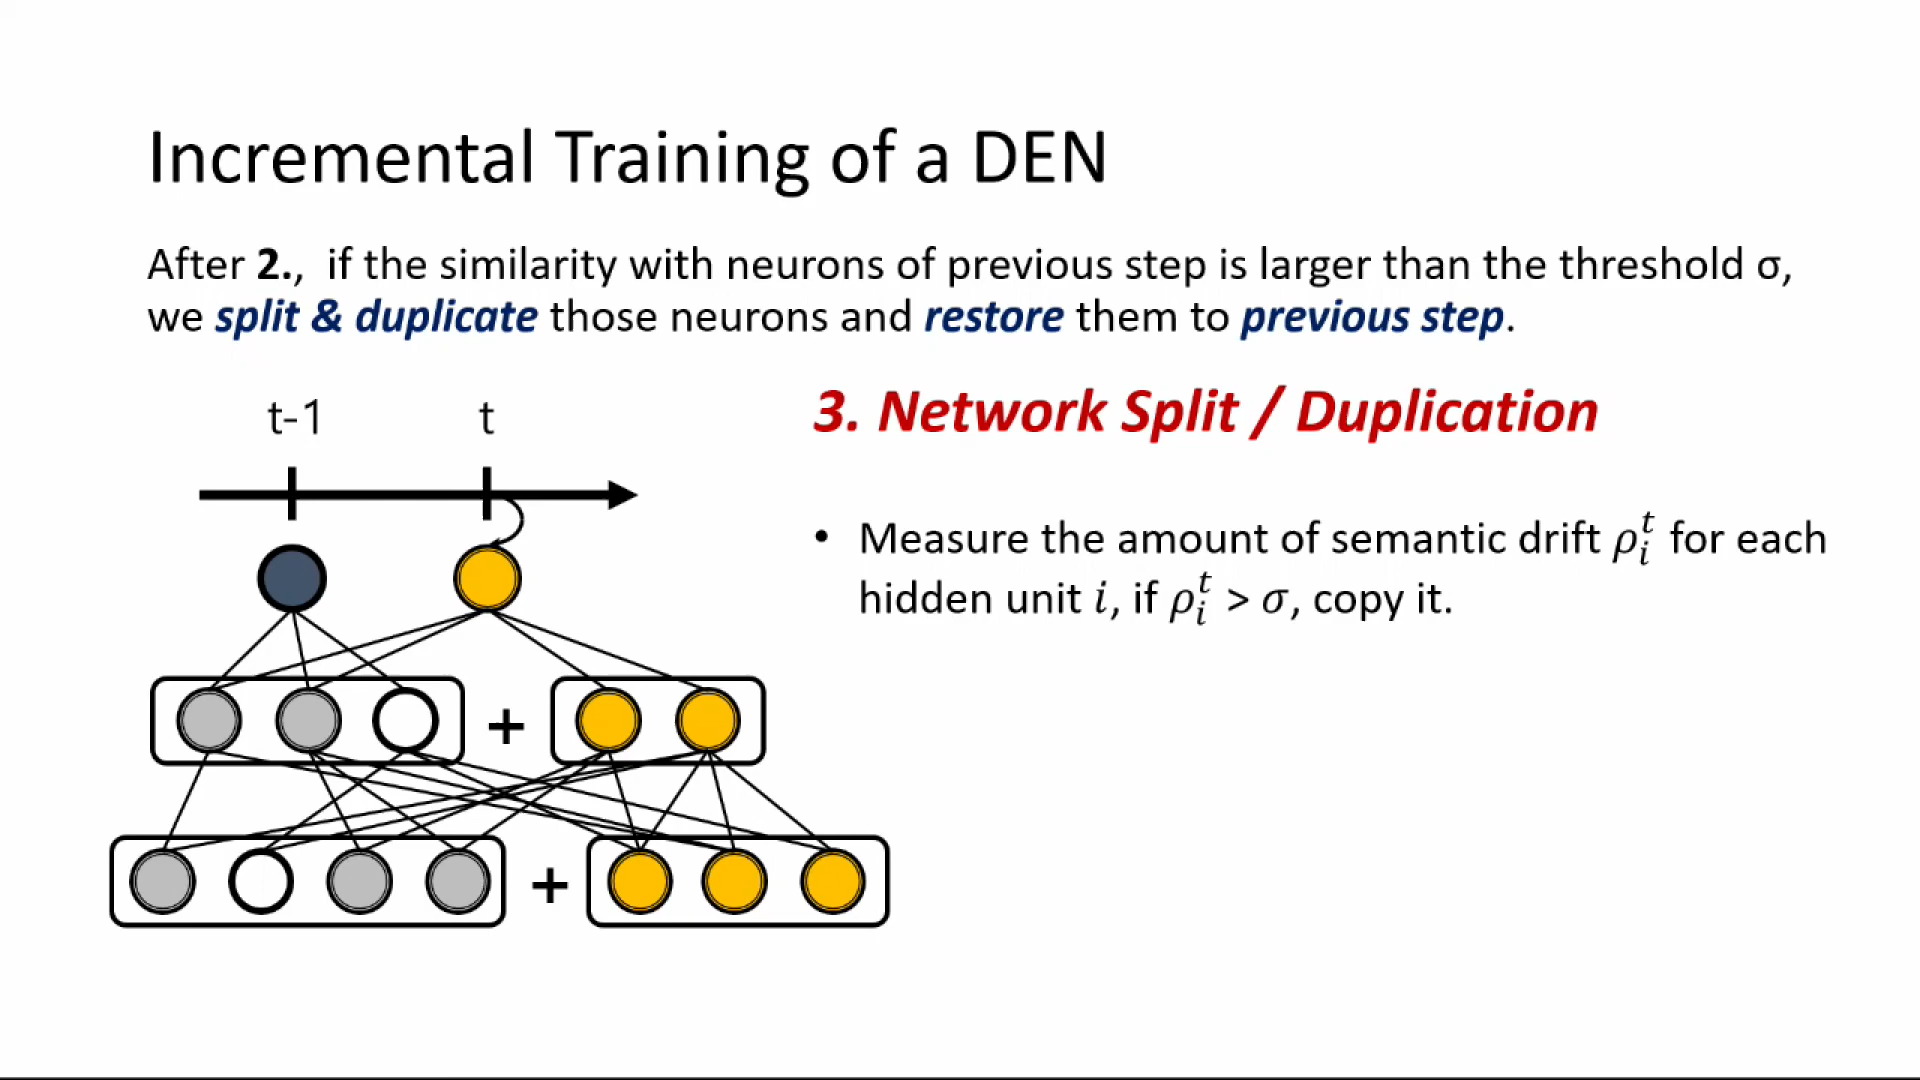 Incremental Training of a DEN
After 2., if the similarity with neurons of previous step is larger than the threshold σ,
we split & duplicate those neurons and restore them to previous step.
t-1 t
3. Network Split / Duplication
• Measure the amount of semantic drift ρᵢᵗ for each
hidden unit i, if ρᵢᵗ > σ, copy it.
+
+